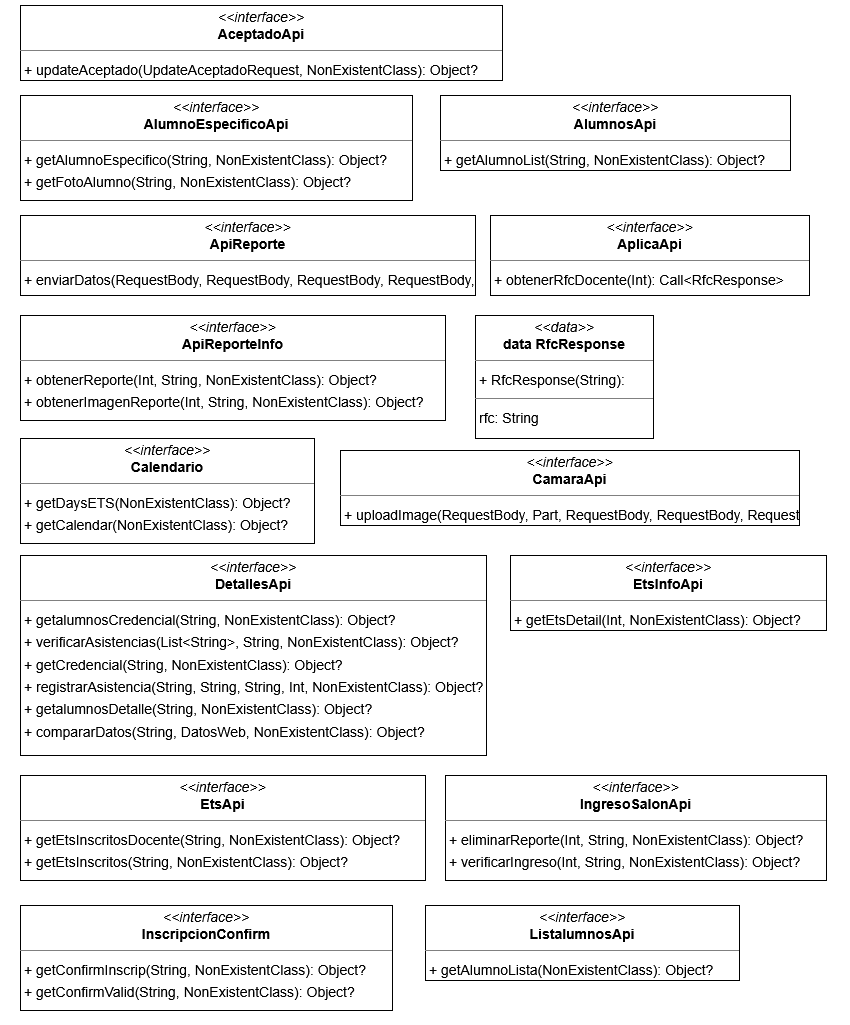 <<interface>>
AceptadoApi
+ updateAceptado(UpdateAceptadoRequest, NonExistentClass): Object?
<<interface>>
AlumnoEspecificoApi
+ getAlumnoEspecifico(String, NonExistentClass): Object?
+ getFotoAlumno(String, NonExistentClass): Object?
<<interface>>
AlumnosApi
+ getAlumnoList(String, NonExistentClass): Object?
<<interface>>
ApiReporte
+ enviarDatos(RequestBody, RequestBody, RequestBody, RequestBody,
<<interface>>
AplicaApi
+ obtenerRfcDocente(Int): Call<RfcResponse>
<<interface>>
ApiReporteInfo
+ obtenerReporte(Int, String, NonExistentClass): Object?
+ obtenerImagenReporte(Int, String, NonExistentClass): Object?
<<data>>
data RfcResponse
+ RfcResponse(String):
rfc: String
<<interface>>
Calendario
+ getDaysETS(NonExistentClass): Object?
+ getCalendar(NonExistentClass): Object?
<<interface>>
CamaraApi
+ uploadImage(RequestBody, Part, RequestBody, RequestBody, Request
<<interface>>
DetallesApi
+ getalumnosCredencial(String, NonExistentClass): Object?
+ verificarAsistencias(List<String>, String, NonExistentClass): Object?
+ getCredencial(String, NonExistentClass): Object?
+ registrarAsistencia(String, String, String, Int, NonExistentClass): Object?
+ getalumnosDetalle(String, NonExistentClass): Object?
+ compararDatos(String, DatosWeb, NonExistentClass): Object?
<<interface>>
EtsInfoApi
+ getEtsDetail(Int, NonExistentClass): Object?
<<interface>>
EtsApi
+ getEtsInscritosDocente(String, NonExistentClass): Object?
+ getEtsInscritos(String, NonExistentClass): Object?
<<interface>>
IngresoSalonApi
+ eliminarReporte(Int, String, NonExistentClass): Object?
+ verificarIngreso(Int, String, NonExistentClass): Object?
<<interface>>
InscripcionConfirm
+ getConfirmInscrip(String, NonExistentClass): Object?
+ getConfirmValid(String, NonExistentClass): Object?
<<interface>>
ListalumnosApi
+ getAlumnoLista(NonExistentClass): Object?